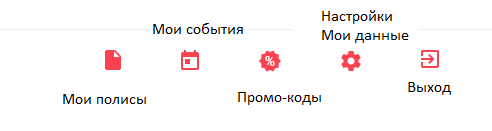 Настройки
Мои события
Мои данные
Выход
Мои полисы
Промо-коды